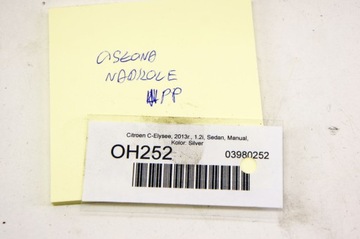 OSŁONA
NADKOLE
PP
Citroen C-Elysee, 2013r., 1.2i, Sedan, Manual,
Kolor: Silver
OH252 03980252